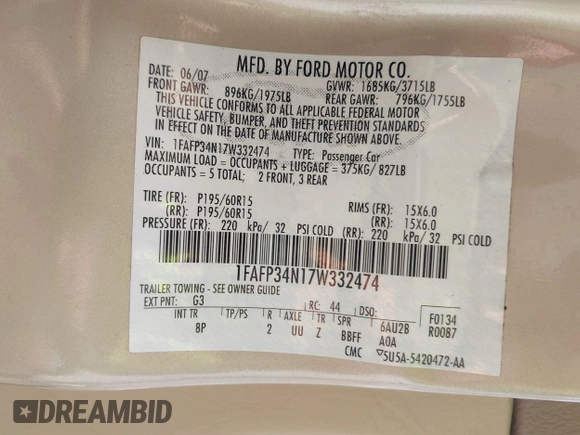 MFD. BY FORD MOTOR CO.
DATE: 06/07 GVWR: 1685KG/3715LB
FRONT GAWR: 896KG/1975LB REAR GAWR: 796KG/1755LB
THIS VEHICLE CONFORMS TO ALL APPLICABLE FEDERAL MOTOR
VEHICLE SAFETY, BUMPER, AND THEFT PREVENTION STANDARDS
IN EFFECT ON THE DATE OF MANUFACTURE SHOWN ABOVE.
VIN: 1FAFP34N17W332474 TYPE: Passenger Car
MAXIMUM LOAD = OCCUPANTS + LUGGAGE = 375KG/827LB
OCCUPANTS = 5 TOTAL; 2 FRONT, 3 REAR
TIRE (FR): P195/60R15 RIMS (FR): 15X6.0
(RR): P195/60R15 (RR): 15X6.0
PRESSURE (FR): 220 kPa/ 32 PSI COLD (RR): 220 kPa/ 32 PSI COLD
1FAFP34N17W332474
TRAILER TOWING - SEE OWNER GUIDE
EXT PNT: G3 RC: 44 DSO: F0134
INT TR TP/PS R AXLE TR SPR 6AU2B R0087
8P 2 UU Z BBFF AOA
CMC ▽5U5A-5420472-AA
DREAMBID